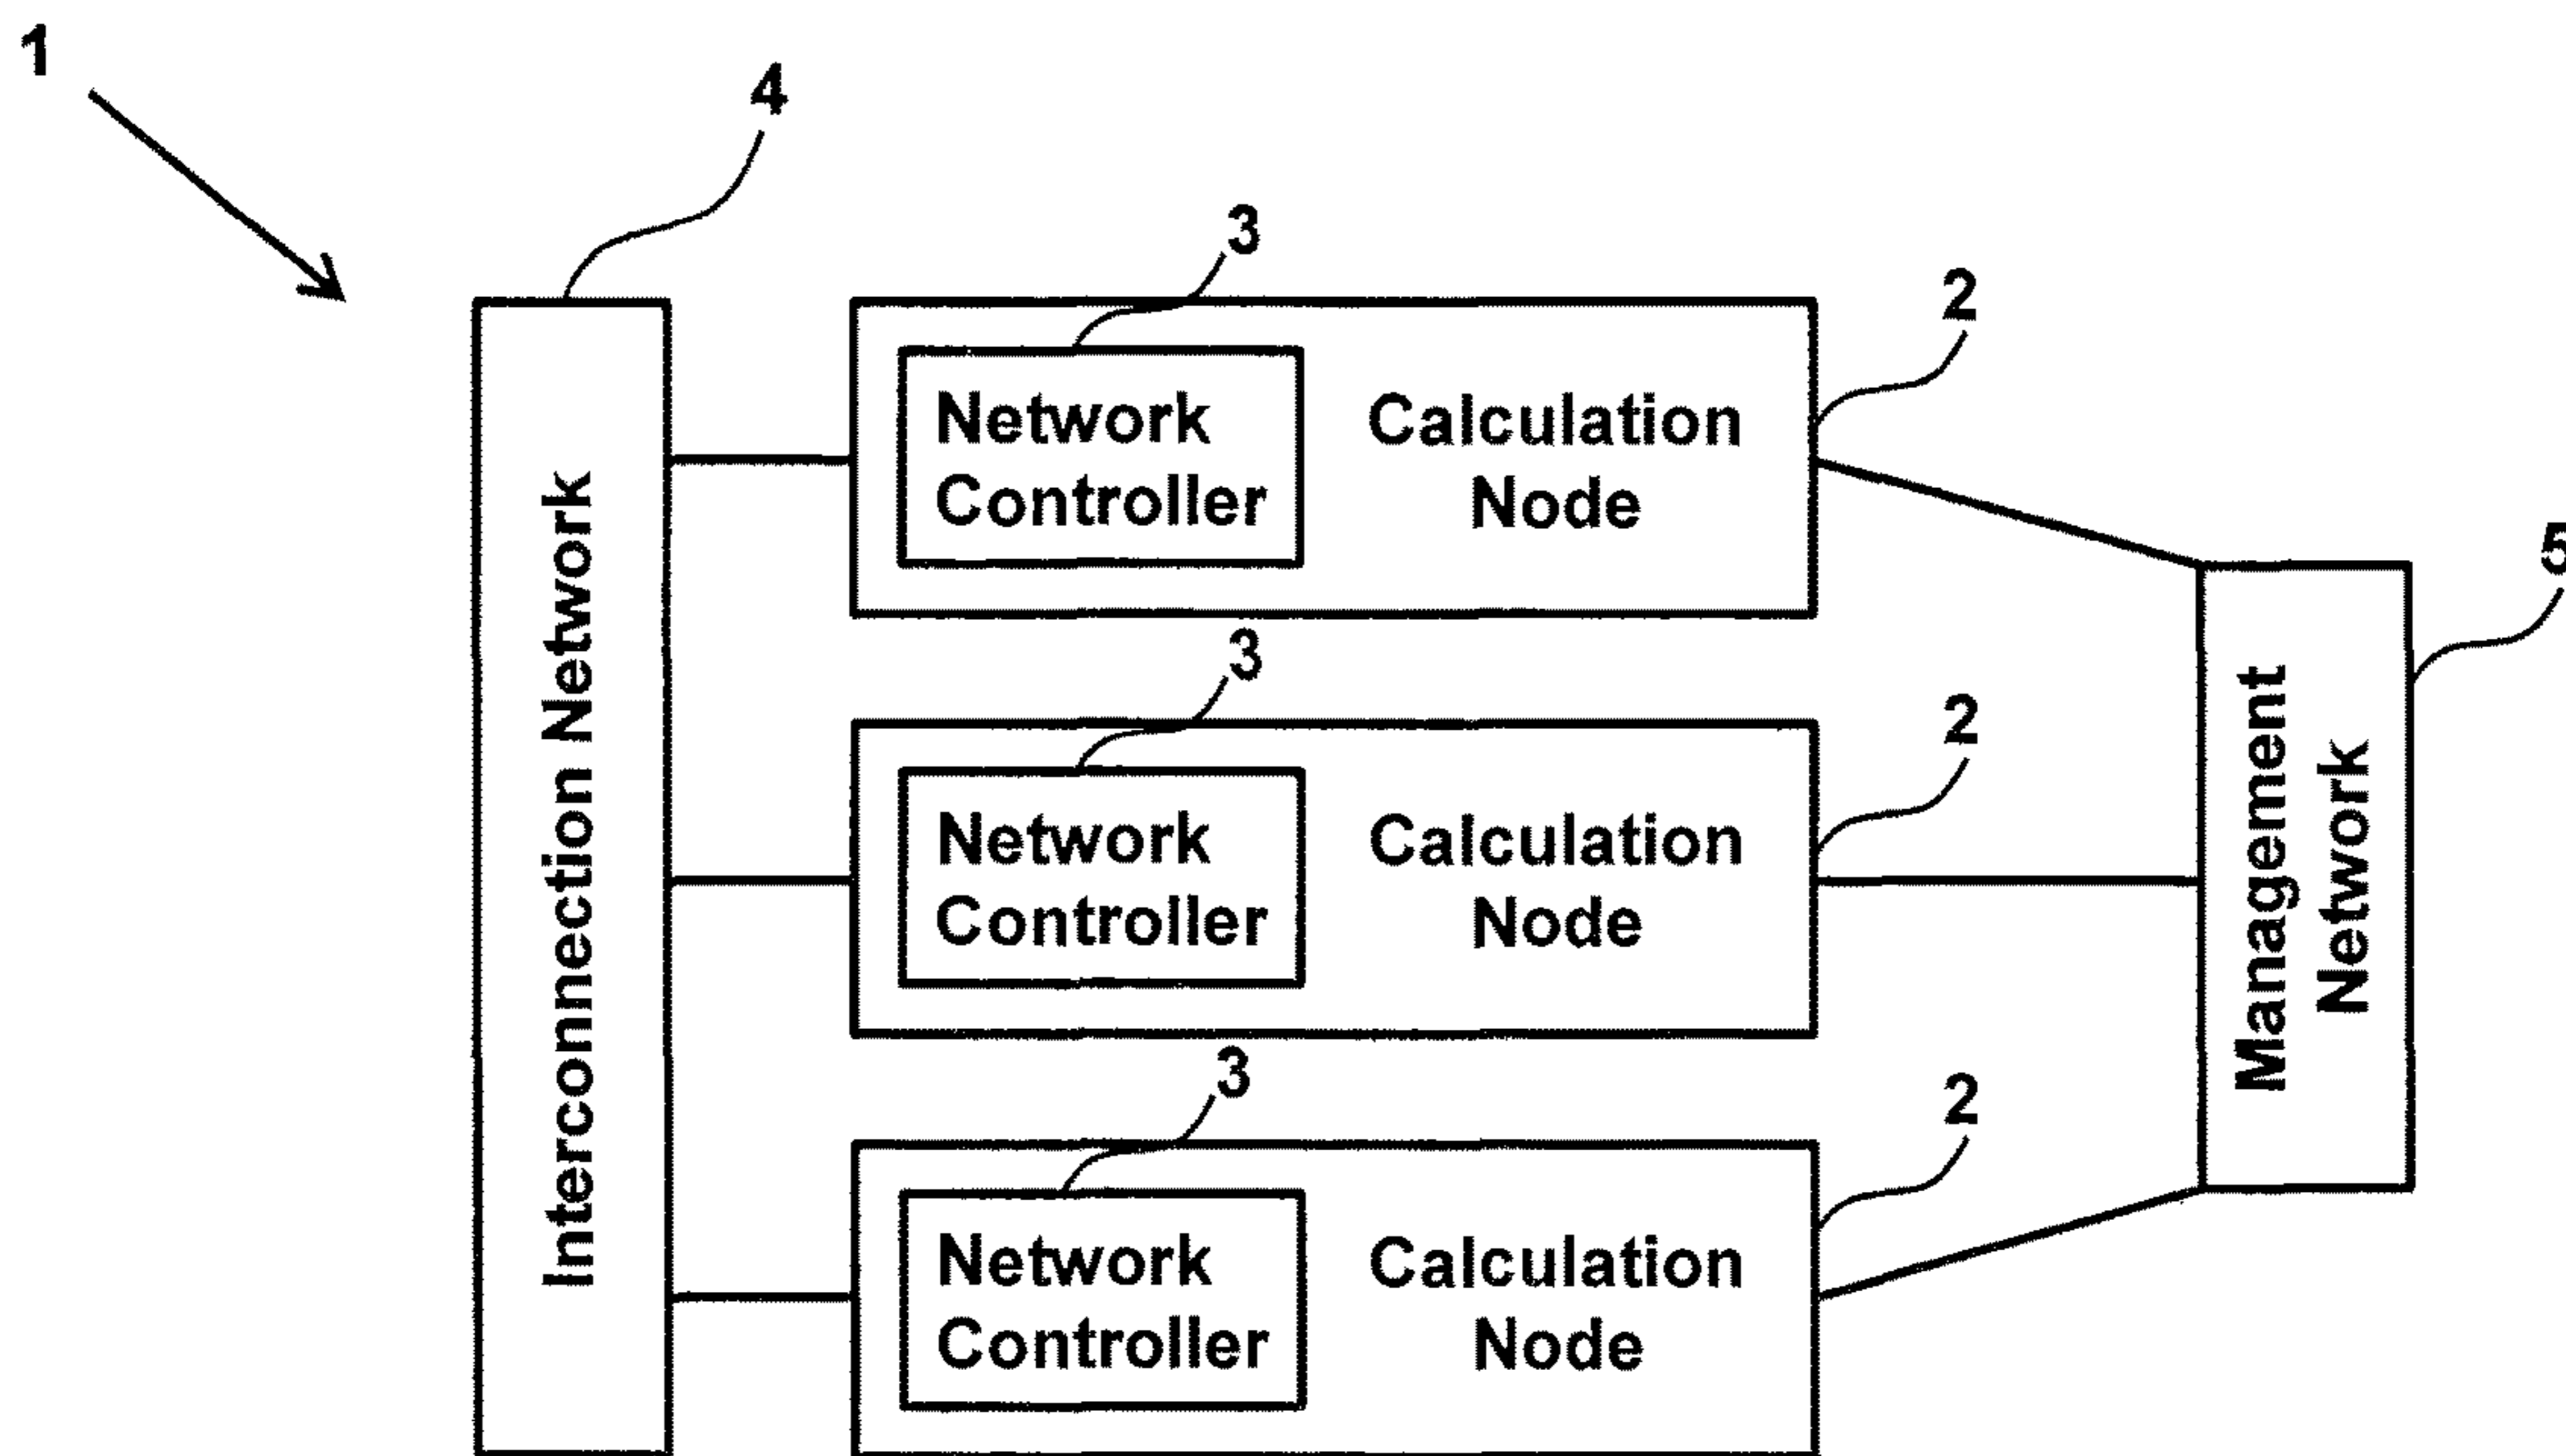 1
4
3
2
Network
Controller
Calculation
Node
5
3
2
Network
Controller
Calculation
Node
3
2
Network
Controller
Calculation
Node
Interconnection Network
Management
Network